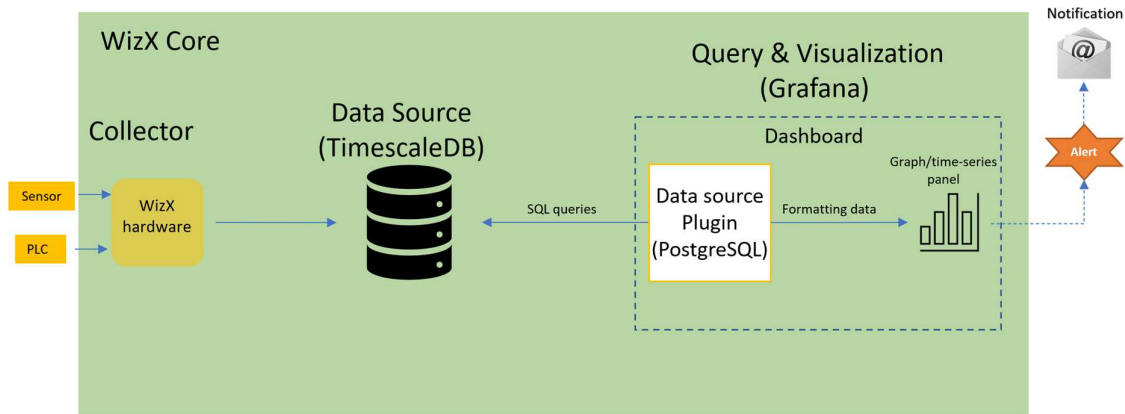 WizX Core
Collector
Sensor
PLC
WizX
hardware
Data Source
(TimescaleDB)
SQL queries
Query & Visualization
(Grafana)
Dashboard
Data source
Plugin
(PostgreSQL)
Formatting data
Graph/time-series
panel
Notification
@
Alert